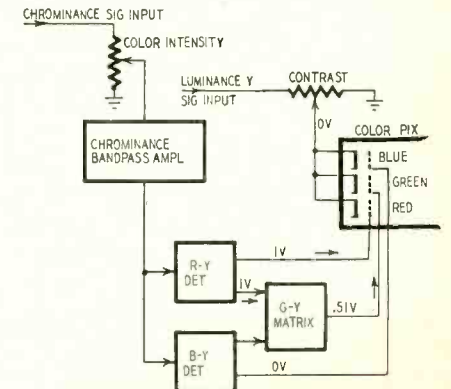 CHROMINANCE SIG INPUT
COLOR INTENSITY
LUMINANCE Y
SIG INPUT
CONTRAST
0V
COLOR PIX
CHROMINANCE
BANDPASS AMPL
BLUE
GREEN
RED
R-Y
DET
1V
1V
G-Y
MATRIX
.51V
B-Y
DET
0V